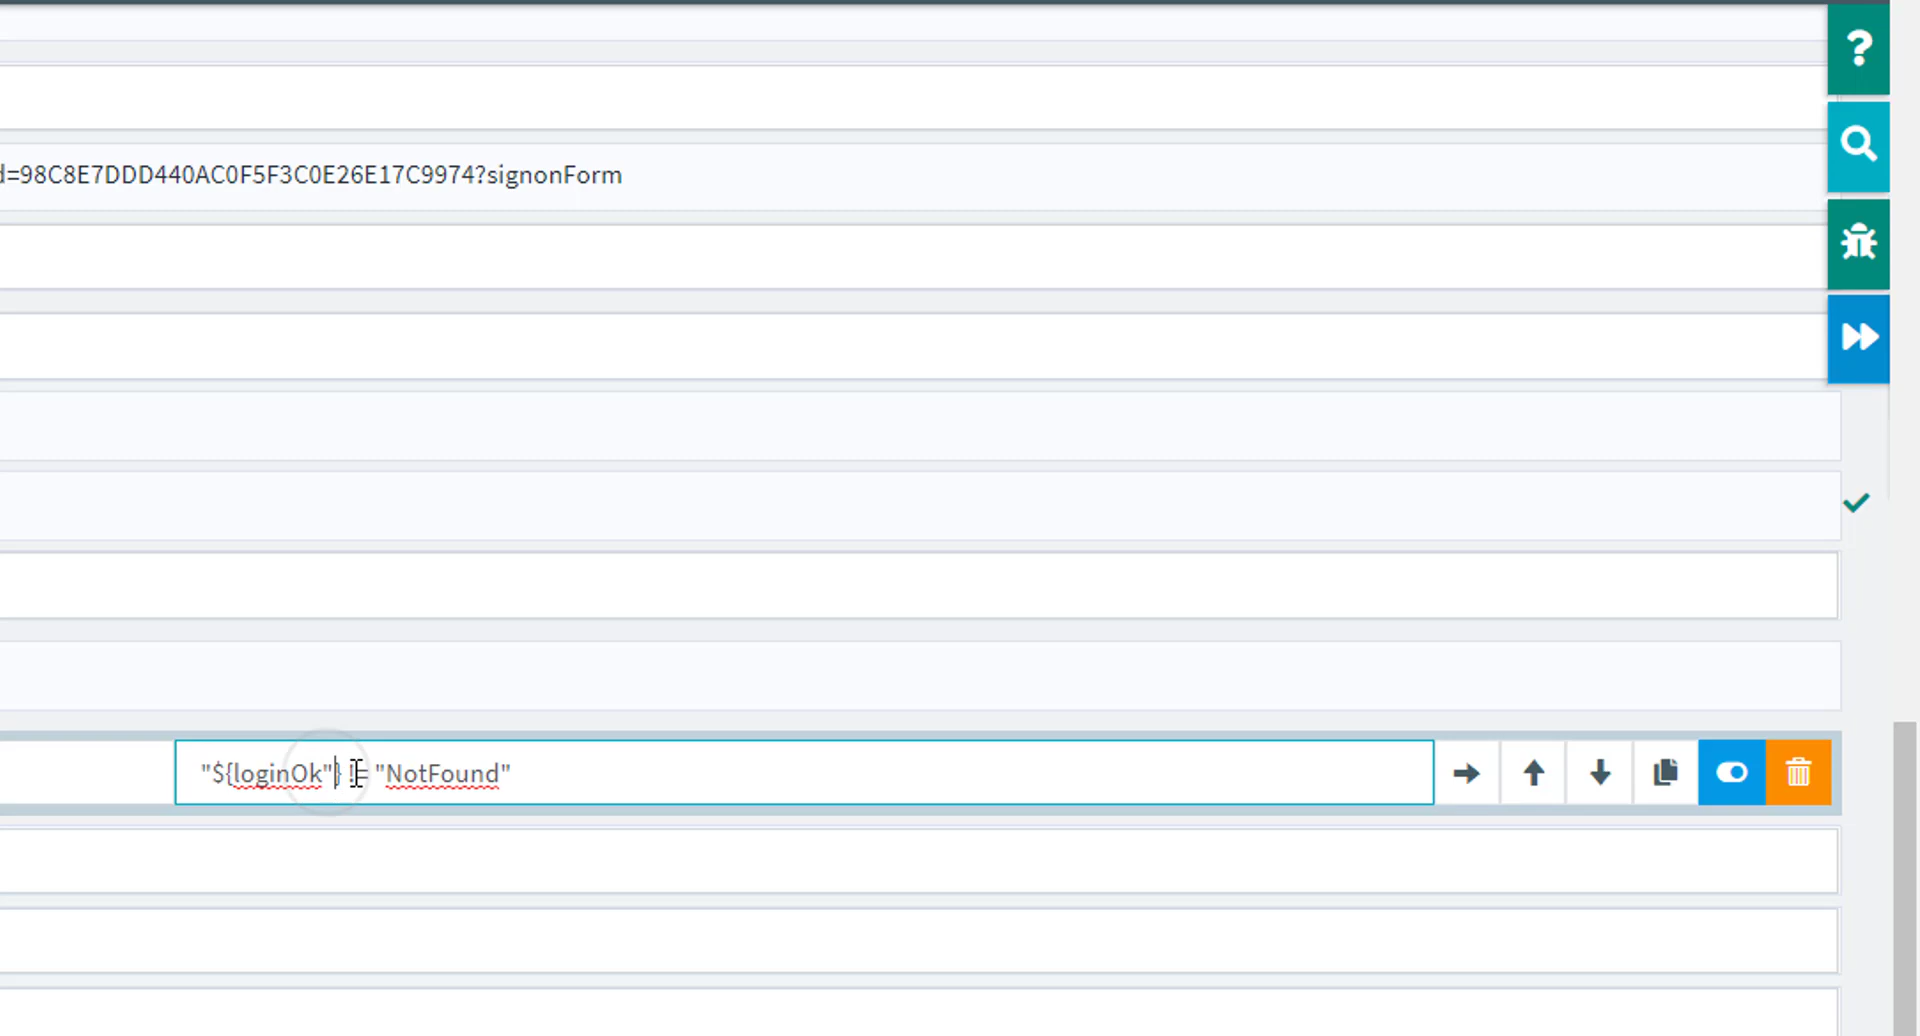 d=98C8E7DDD440AC0F5F3C0E26E17C9974?signonForm
"${loginOk"} != "NotFound"